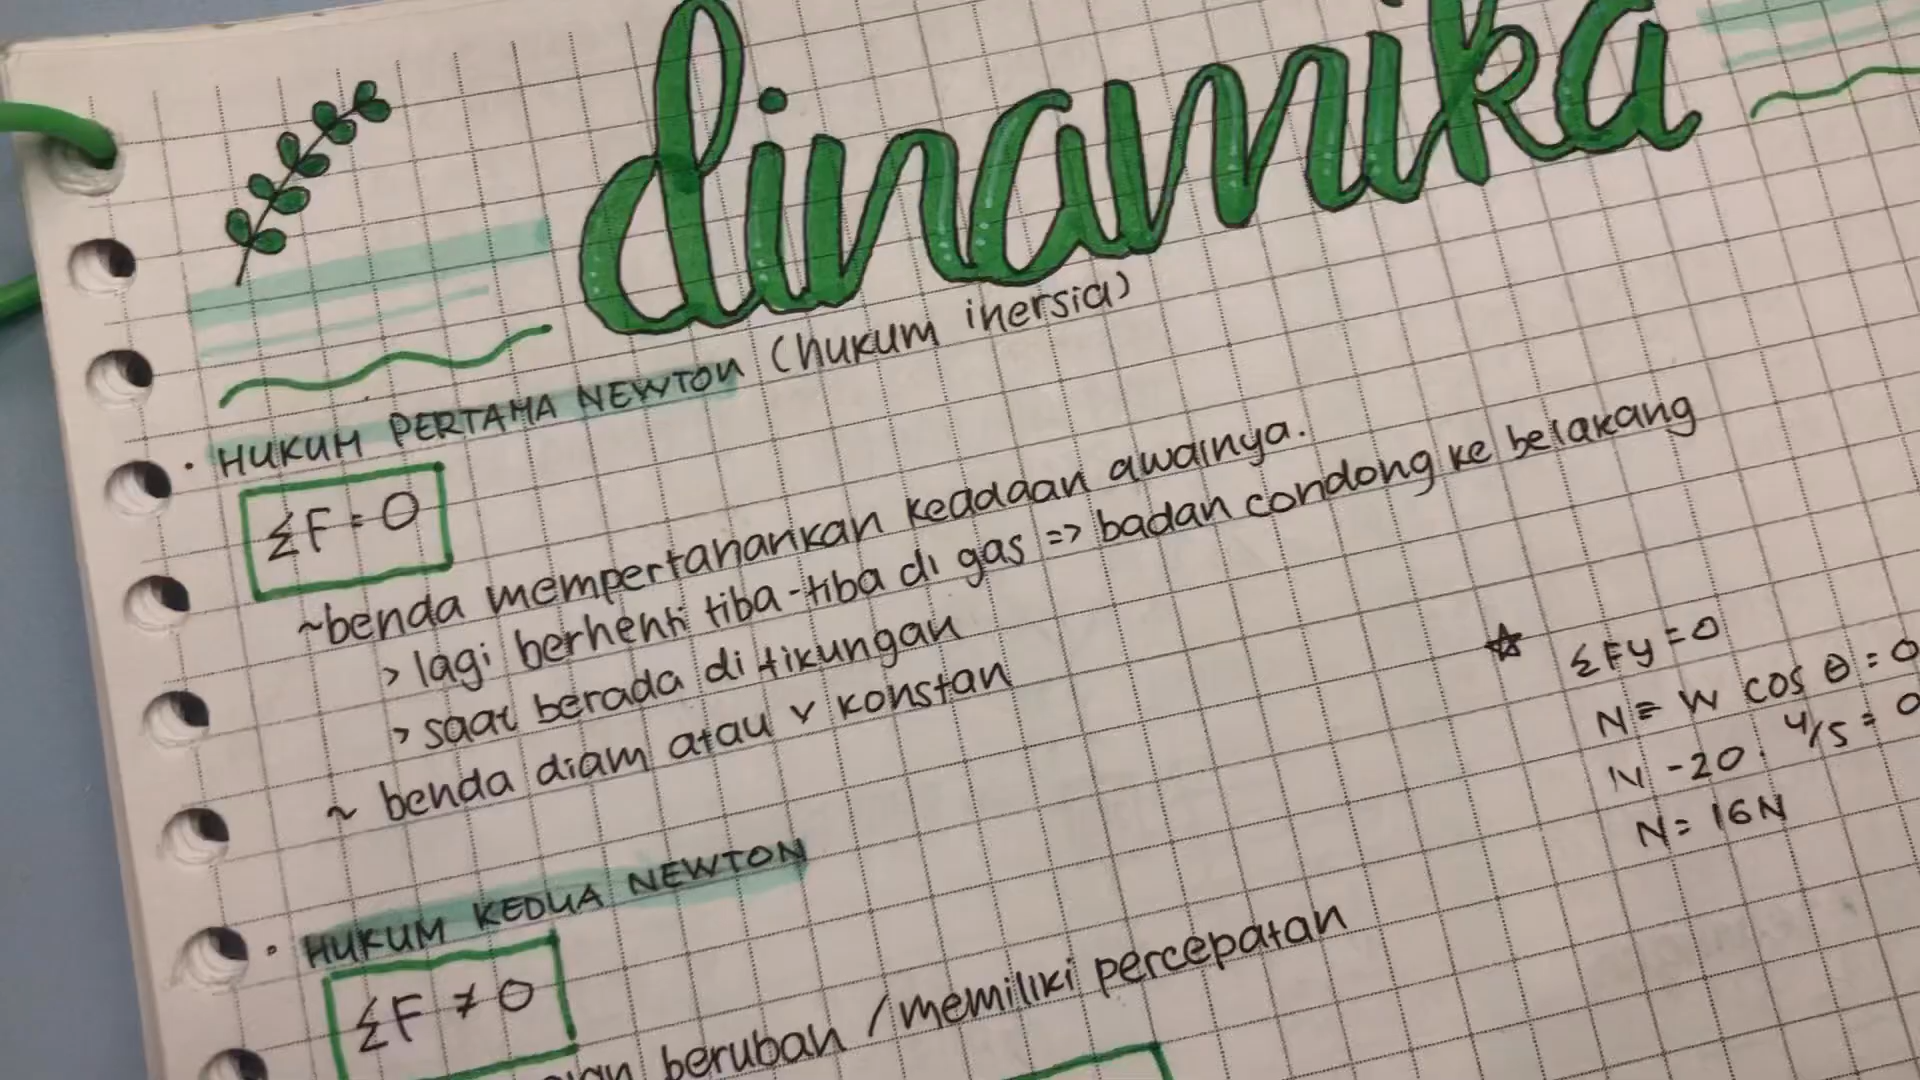 dinamika
• HUKUM PERTAMA NEWTON (hukum inersia)
ΣF = 0
~benda mempertahankan keadaan awalnya.
> lagi berhenti tiba-tiba di gas => badan condong ke belakang
> saat berada di tikungan
~ benda diam atau v konstan
☆ ΣFy = 0
N = W cos θ = 0
N - 20 . 4/5 = 0
N = 16N
• HUKUM KEDUA NEWTON
ΣF ≠ 0
berubah / memiliki percepatan